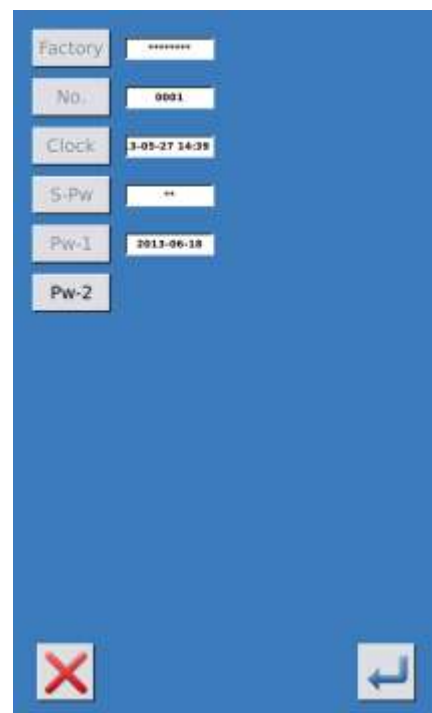 Factory ********
No. 0001
Clock 3-05-27 14:39
S-Pw **
Pw-1 2013-06-18
Pw-2